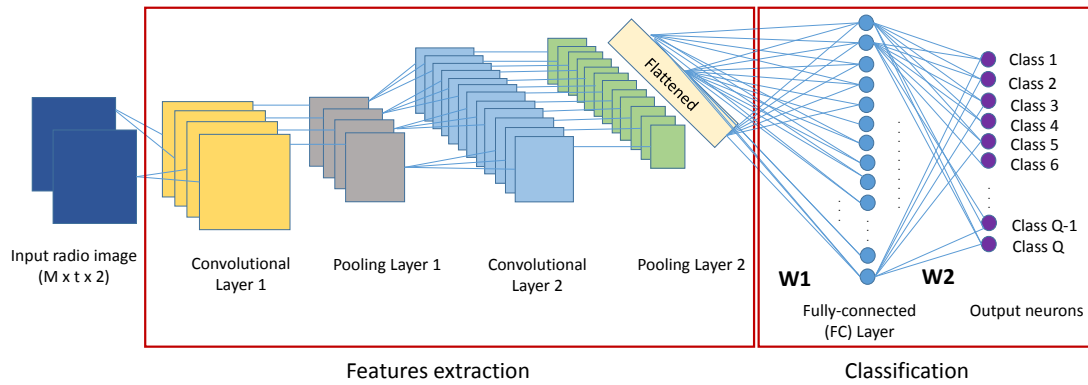 Input radio image
(M x t x 2)
Convolutional
Layer 1
Pooling Layer 1
Convolutional
Layer 2
Pooling Layer 2
Flattened
W1
Fully-connected
(FC) Layer
W2
Class 1
Class 2
Class 3
Class 4
Class 5
Class 6
Class Q-1
Class Q
Output neurons
Features extraction
Classification